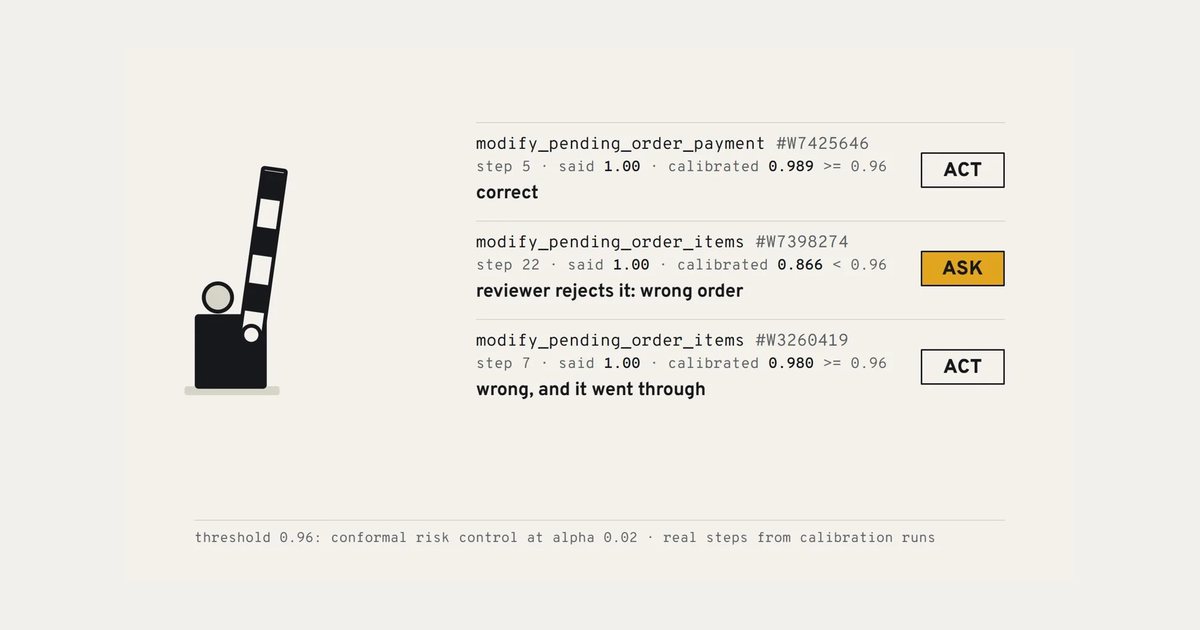 modify_pending_order_payment #W7425646
step 5 · said 1.00 · calibrated 0.989 >= 0.96
correct
ACT
modify_pending_order_items #W7398274
step 22 · said 1.00 · calibrated 0.866 < 0.96
reviewer rejects it: wrong order
ASK
modify_pending_order_items #W3260419
step 7 · said 1.00 · calibrated 0.980 >= 0.96
wrong, and it went through
ACT
threshold 0.96: conformal risk control at alpha 0.02 · real steps from calibration runs